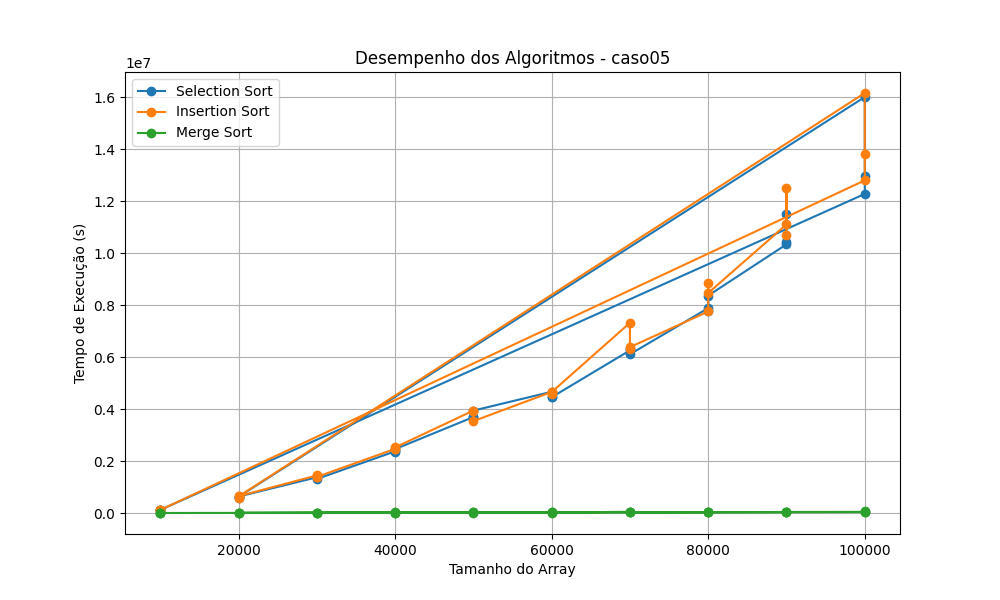 Desempenho dos Algoritmos - caso05
1e7
Selection Sort
Insertion Sort
Merge Sort
1.6
1.4
1.2
1.0
0.8
0.6
0.4
0.2
0.0
Tempo de Execução (s)
20000 40000 60000 80000 100000
Tamanho do Array